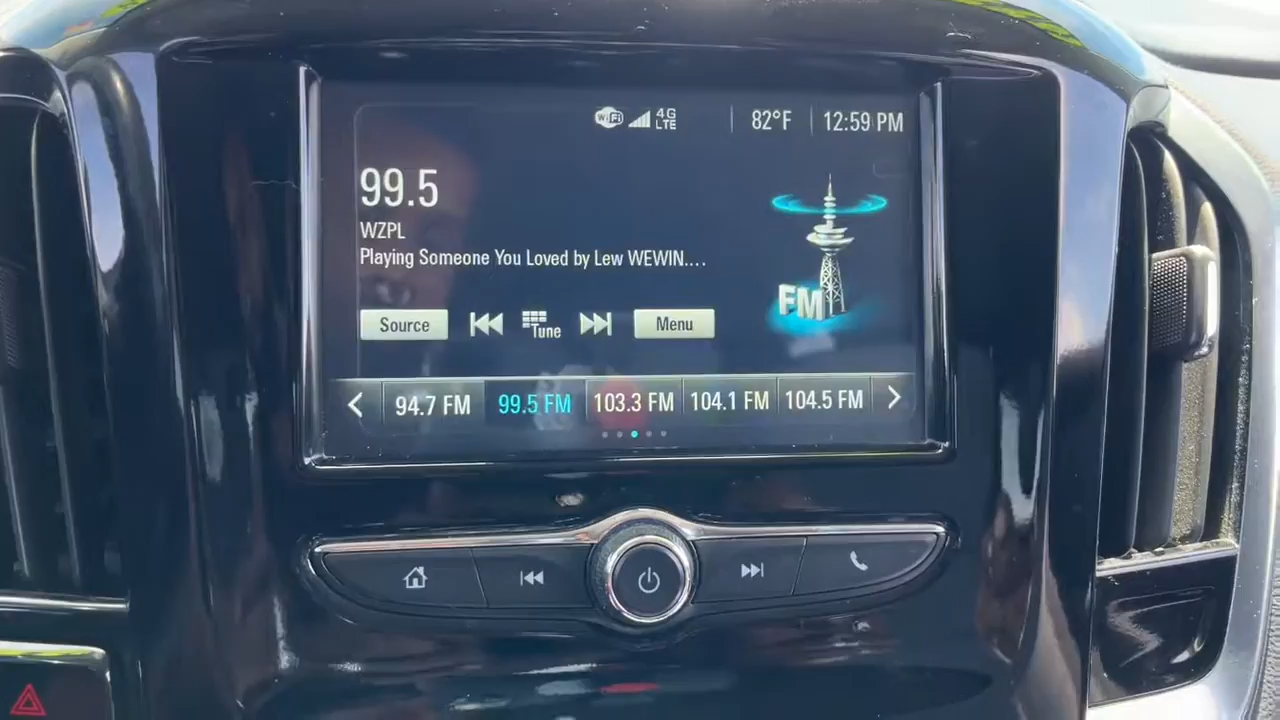 WiFi 4G LTE 82°F 12:59 PM
99.5
WZPL
Playing Someone You Loved by Lew WEWIN....
Source Tune Menu
FM
94.7 FM 99.5 FM 103.3 FM 104.1 FM 104.5 FM